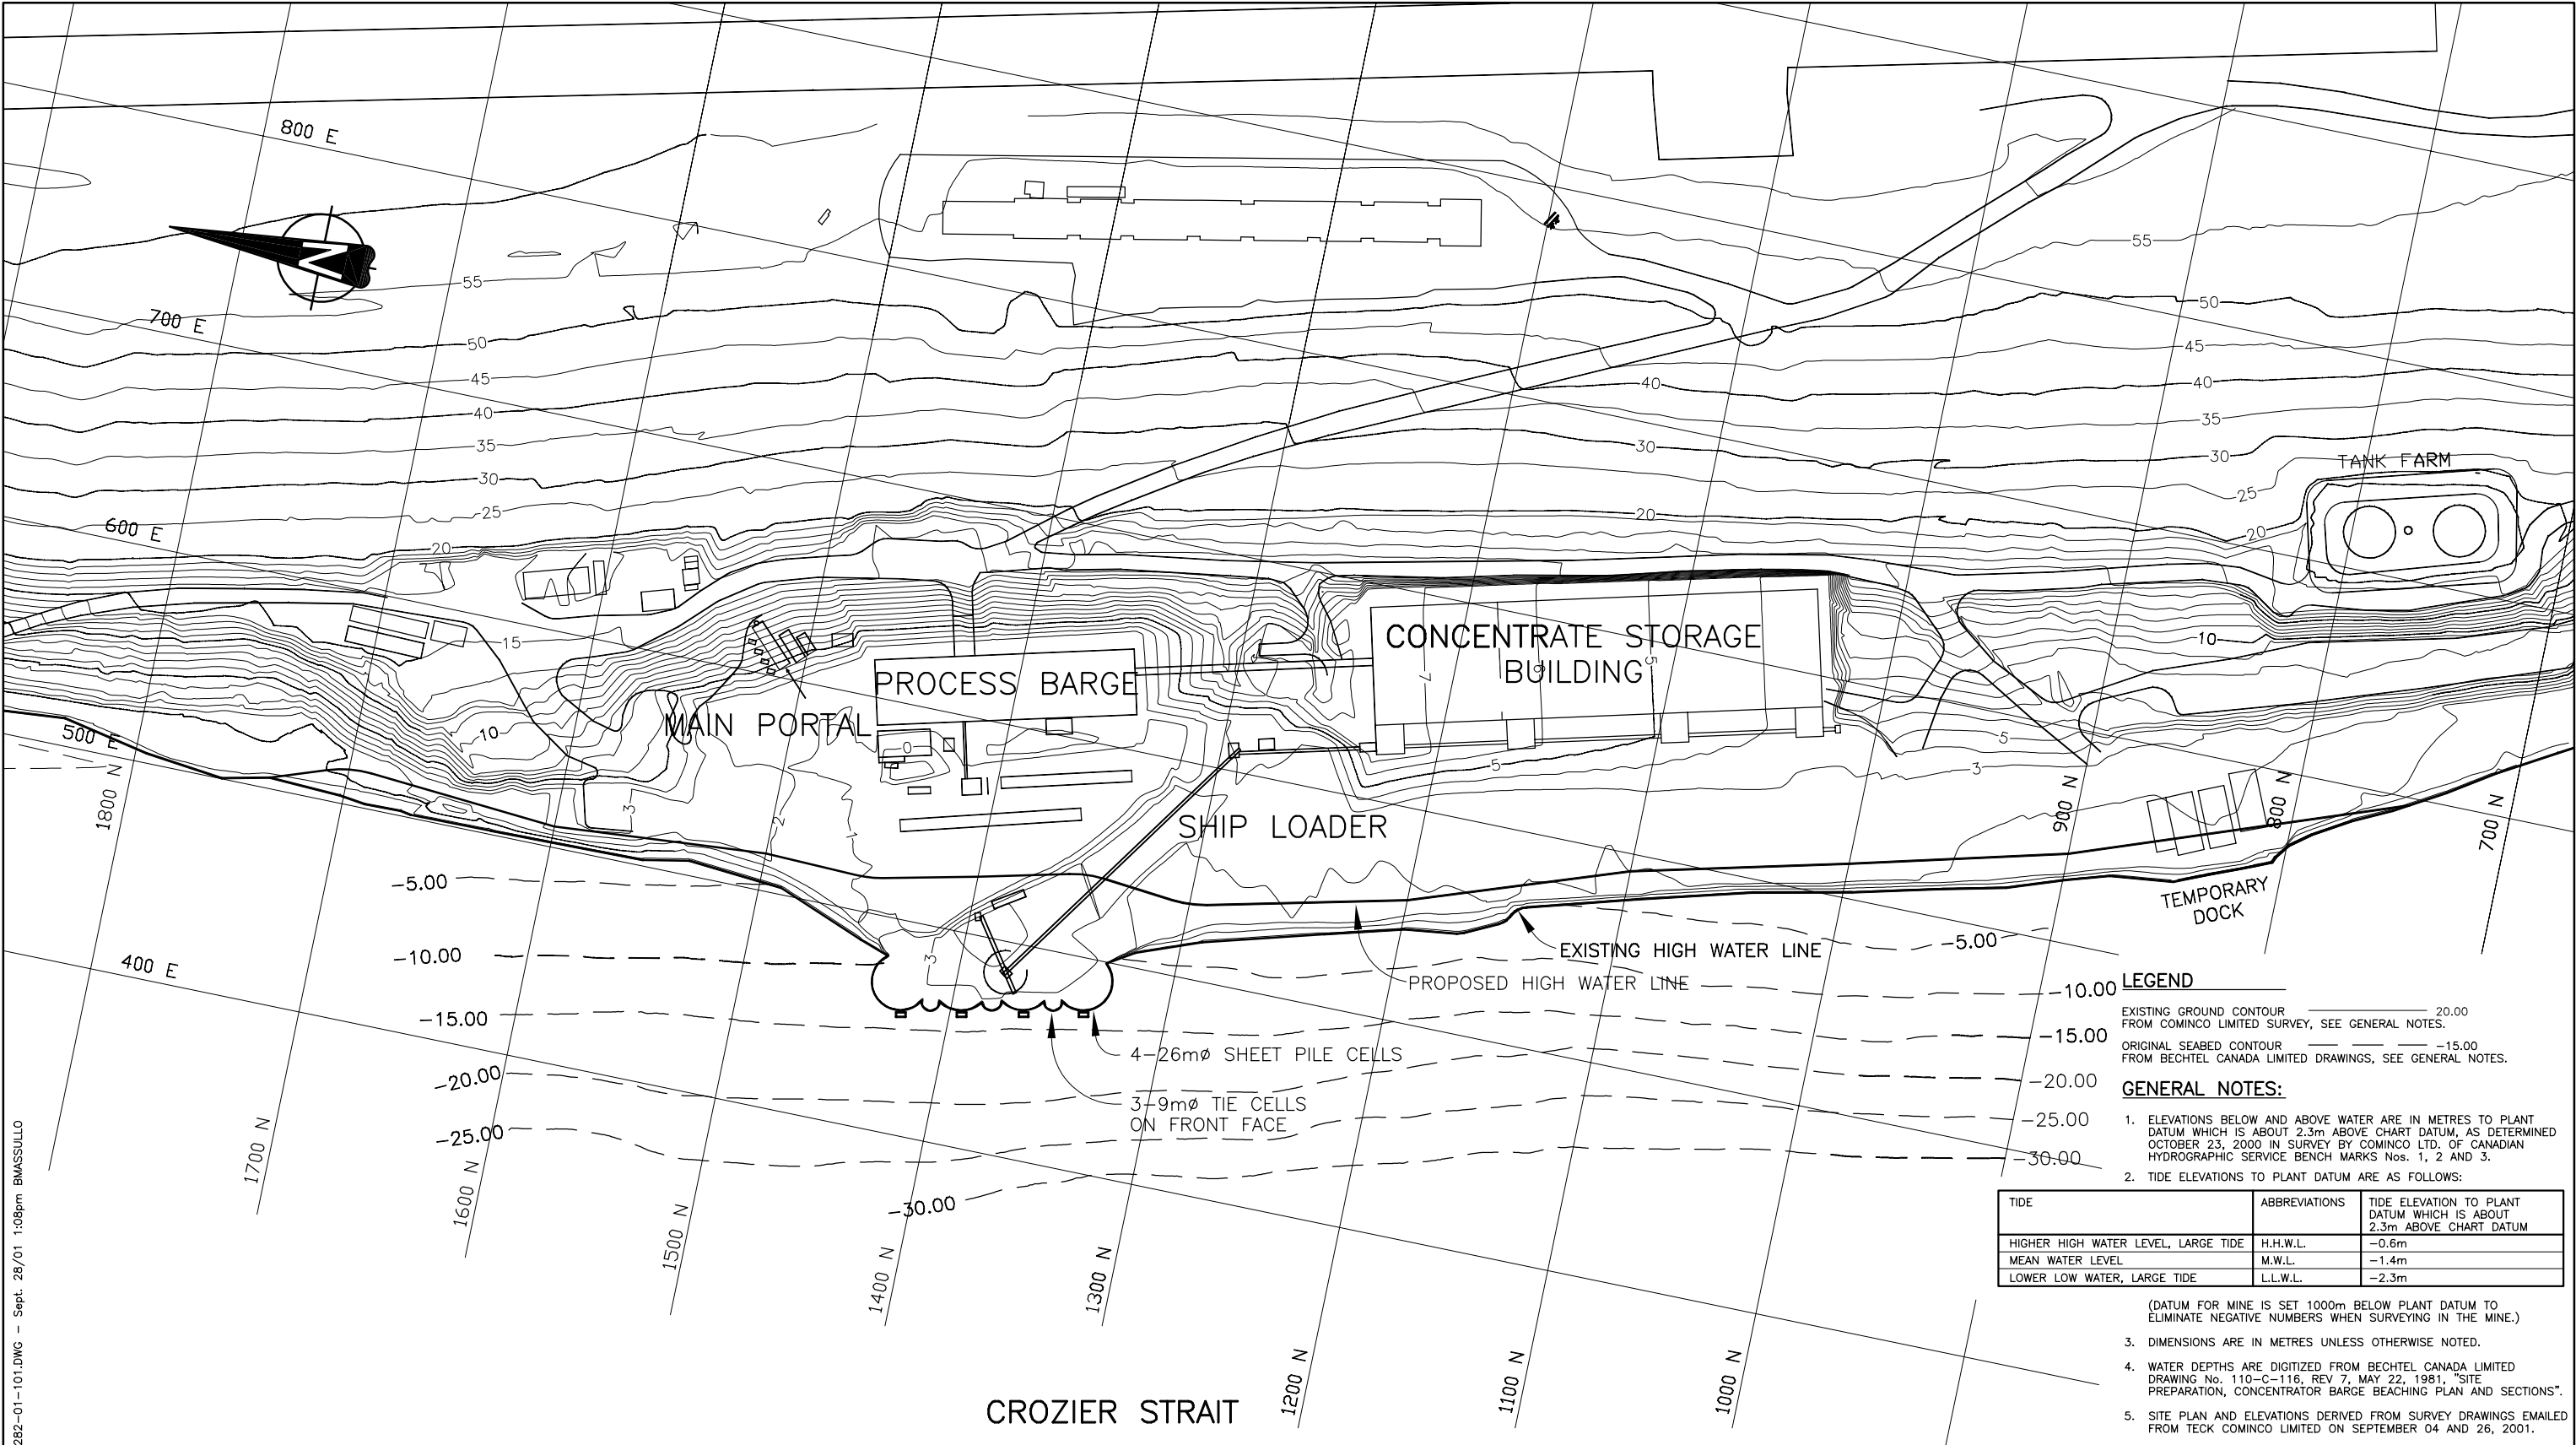 800 E
700 E
600 E
500 E
400 E
N
55
55
50
50
45
45
40
40
40
35
35
30
30
30
25
25
20
20
20
15
10
10
TANK FARM
CONCENTRATE STORAGE
BUILDING
PROCESS BARGE
MAIN PORTAL
SHIP LOADER
7
6
5
5
5
3
3
3
2
1
0
1800 N
1700 N
1600 N
1500 N
1400 N
1300 N
1200 N
1100 N
1000 N
900 N
800 N
700 N
TEMPORARY
DOCK
-5.00
-10.00
-15.00
-20.00
-25.00
-30.00
-5.00
-10.00
-15.00
-20.00
-25.00
-30.00
EXISTING HIGH WATER LINE
PROPOSED HIGH WATER LINE
4-26mø SHEET PILE CELLS
3-9mø TIE CELLS
ON FRONT FACE
CROZIER STRAIT
LEGEND
EXISTING GROUND CONTOUR 20.00
FROM COMINCO LIMITED SURVEY, SEE GENERAL NOTES.
ORIGINAL SEABED CONTOUR -15.00
FROM BECHTEL CANADA LIMITED DRAWINGS, SEE GENERAL NOTES.
GENERAL NOTES:
1. ELEVATIONS BELOW AND ABOVE WATER ARE IN METRES TO PLANT
DATUM WHICH IS ABOUT 2.3m ABOVE CHART DATUM, AS DETERMINED
OCTOBER 23, 2000 IN SURVEY BY COMINCO LTD. OF CANADIAN
HYDROGRAPHIC SERVICE BENCH MARKS Nos. 1, 2 AND 3.
2. TIDE ELEVATIONS TO PLANT DATUM ARE AS FOLLOWS:
TIDE ABBREVIATIONS TIDE ELEVATION TO PLANT
DATUM WHICH IS ABOUT
2.3m ABOVE CHART DATUM
HIGHER HIGH WATER LEVEL, LARGE TIDE H.H.W.L. -0.6m
MEAN WATER LEVEL M.W.L. -1.4m
LOWER LOW WATER, LARGE TIDE L.L.W.L. -2.3m
(DATUM FOR MINE IS SET 1000m BELOW PLANT DATUM TO
ELIMINATE NEGATIVE NUMBERS WHEN SURVEYING IN THE MINE.)
3. DIMENSIONS ARE IN METRES UNLESS OTHERWISE NOTED.
4. WATER DEPTHS ARE DIGITIZED FROM BECHTEL CANADA LIMITED
DRAWING No. 110-C-116, REV 7, MAY 22, 1981, "SITE
PREPARATION, CONCENTRATOR BARGE BEACHING PLAN AND SECTIONS".
5. SITE PLAN AND ELEVATIONS DERIVED FROM SURVEY DRAWINGS EMAILED
FROM TECK COMINCO LIMITED ON SEPTEMBER 04 AND 26, 2001.
282-01-101.DWG - Sept. 28/01 1:08pm BMASSULLO